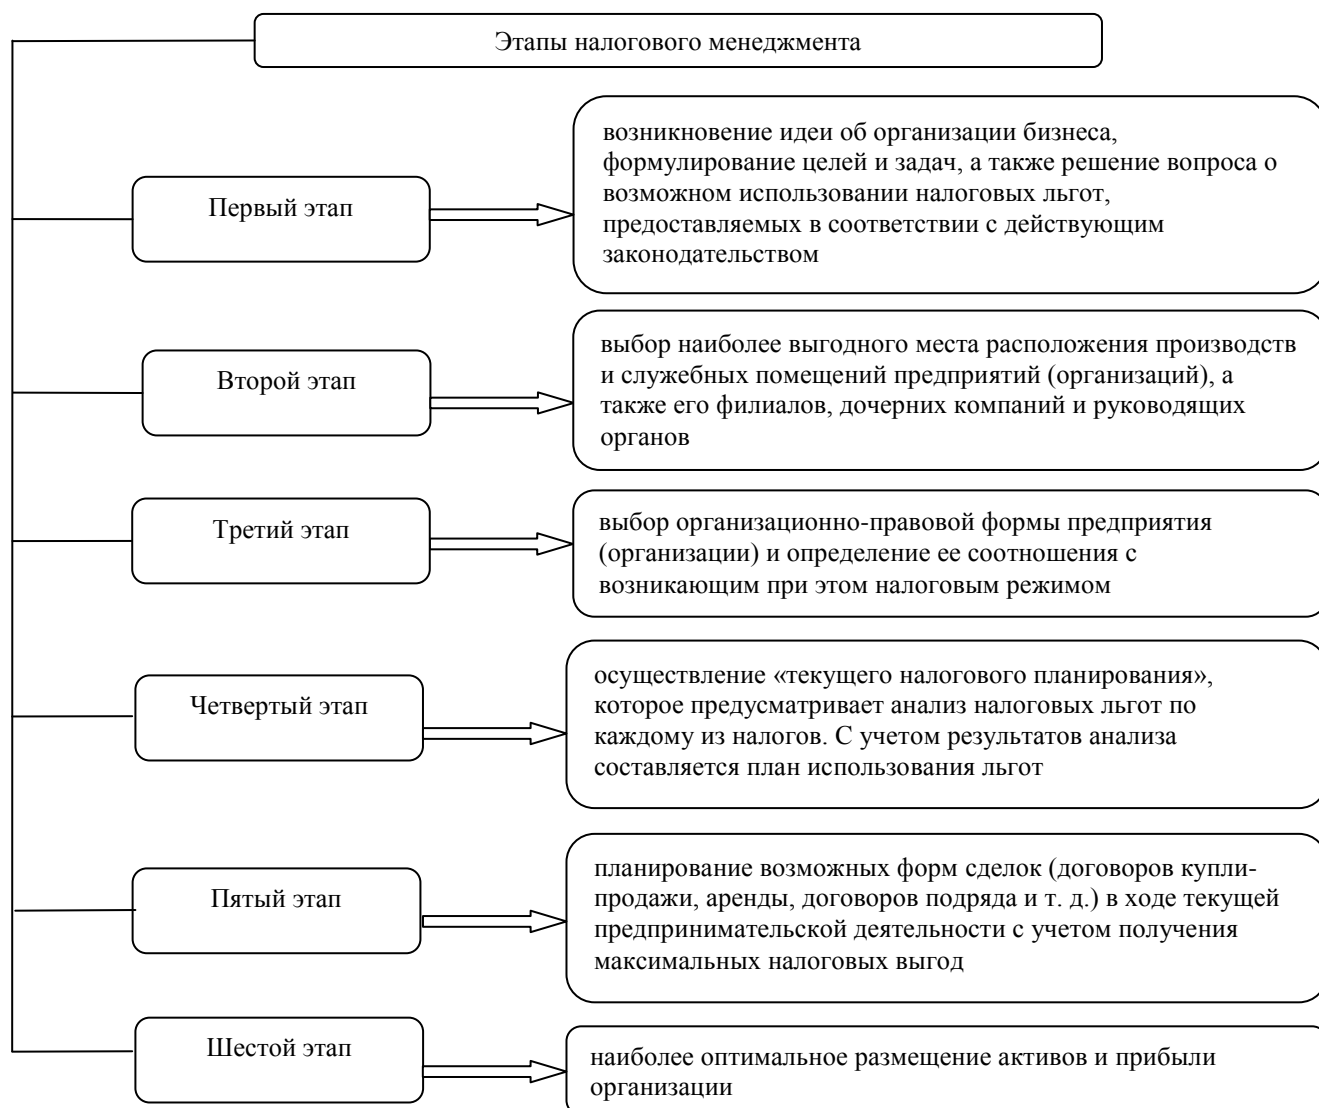 Этапы налогового менеджмента
Первый этап
возникновение идеи об организации бизнеса,
формулирование целей и задач, а также решение вопроса о
возможном использовании налоговых льгот,
предоставляемых в соответствии с действующим
законодательством
Второй этап
выбор наиболее выгодного места расположения производств
и служебных помещений предприятий (организаций), а
также его филиалов, дочерних компаний и руководящих
органов
Третий этап
выбор организационно-правовой формы предприятия
(организации) и определение ее соотношения с
возникающим при этом налоговым режимом
Четвертый этап
осуществление «текущего налогового планирования»,
которое предусматривает анализ налоговых льгот по
каждому из налогов. С учетом результатов анализа
составляется план использования льгот
Пятый этап
планирование возможных форм сделок (договоров купли-
продажи, аренды, договоров подряда и т. д.) в ходе текущей
предпринимательской деятельности с учетом получения
максимальных налоговых выгод
Шестой этап
наиболее оптимальное размещение активов и прибыли
организации